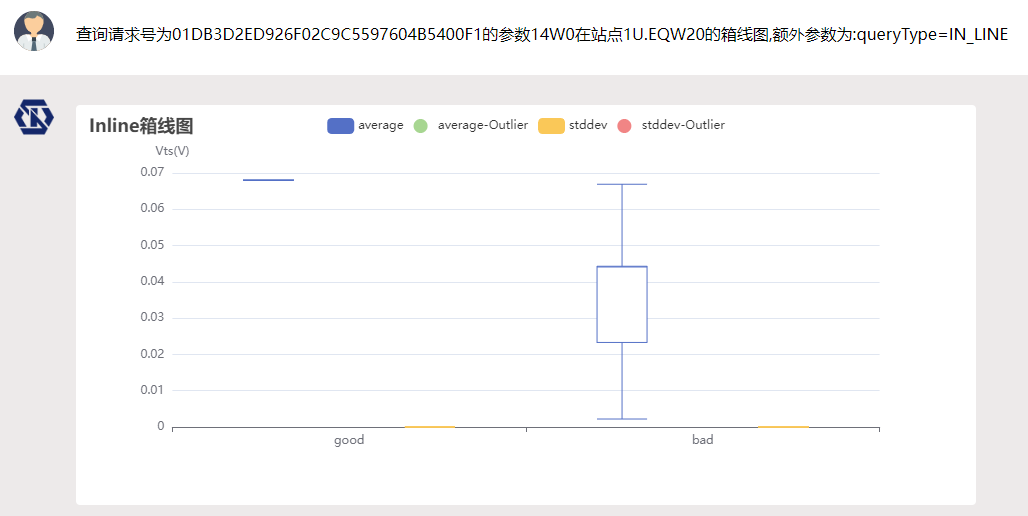 查询请求号为01DB3D2ED926F02C9C5597604B5400F1的参数14W0在站点1U.EQW20的箱线图,额外参数为:queryType=IN_LINE
Inline箱线图
average average-Outlier stddev stddev-Outlier
Vts(V)
0.07
0.06
0.05
0.04
0.03
0.02
0.01
0
good bad